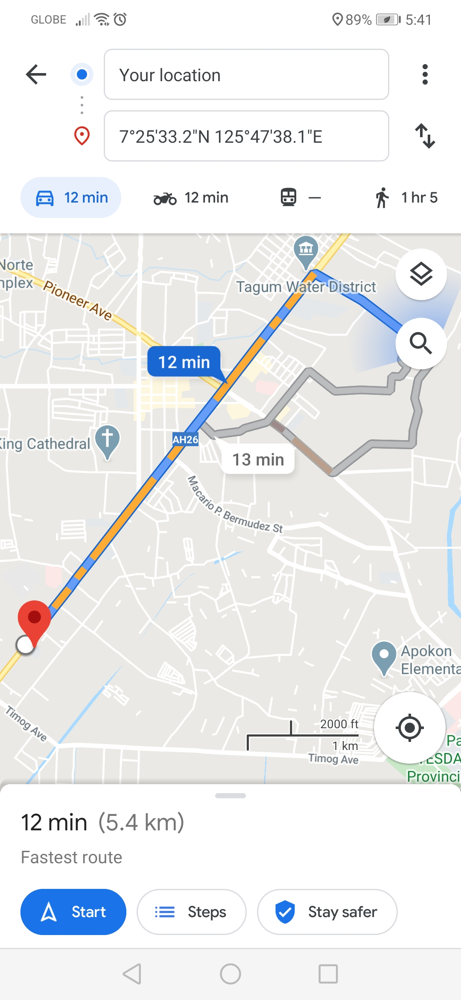 GLOBE
89% 5:41
Your location
7°25'33.2"N 125°47'38.1"E
12 min
12 min
—
1 hr 5
Norte
mplex
Pioneer Ave
Tagum Water District
12 min
King Cathedral
AH26
13 min
Macario P. Bermudez St
Apokon
Elementa
Timog Ave
2000 ft
1 km
Timog Ave
Pa
TESDA
Provinci
12 min (5.4 km)
Fastest route
Start
Steps
Stay safer